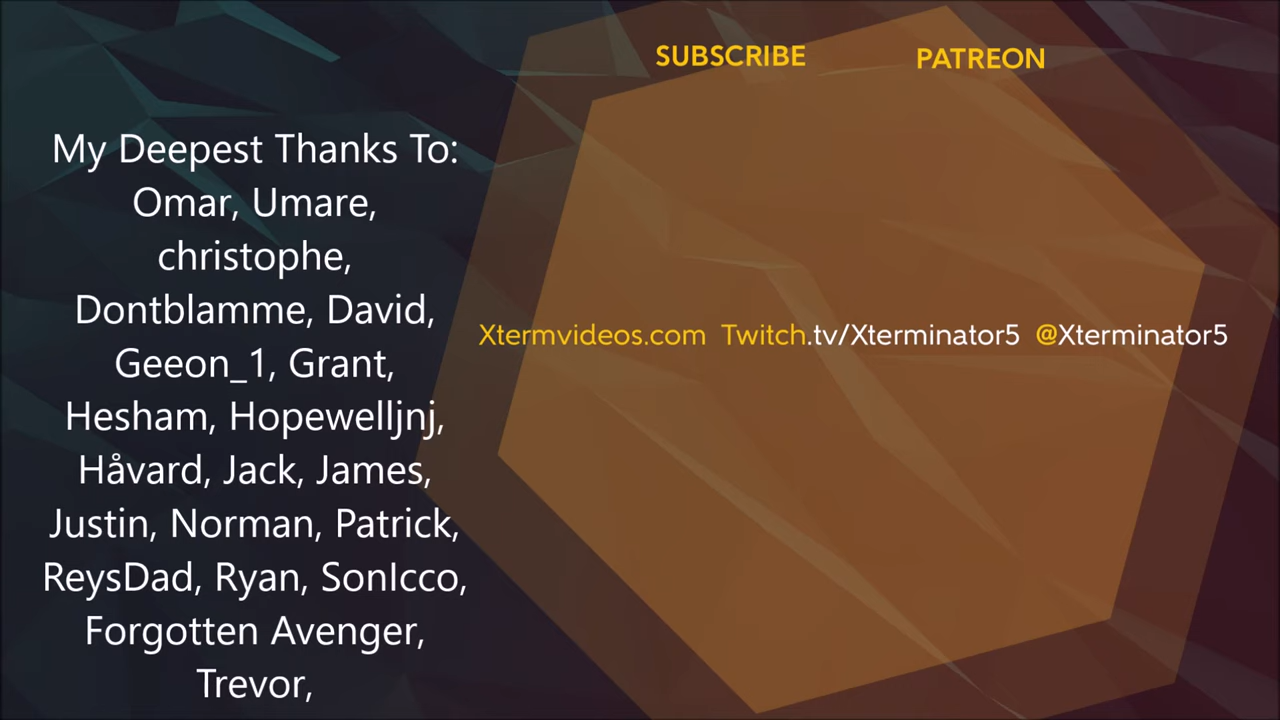 SUBSCRIBE PATREON
My Deepest Thanks To:
Omar, Umare,
christophe,
Dontblamme, David,
Geeon_1, Grant,
Hesham, Hopewelljnj,
Håvard, Jack, James,
Justin, Norman, Patrick,
ReysDad, Ryan, SonIcco,
Forgotten Avenger,
Trevor,
Xtermvideos.com Twitch.tv/Xterminator5 @Xterminator5